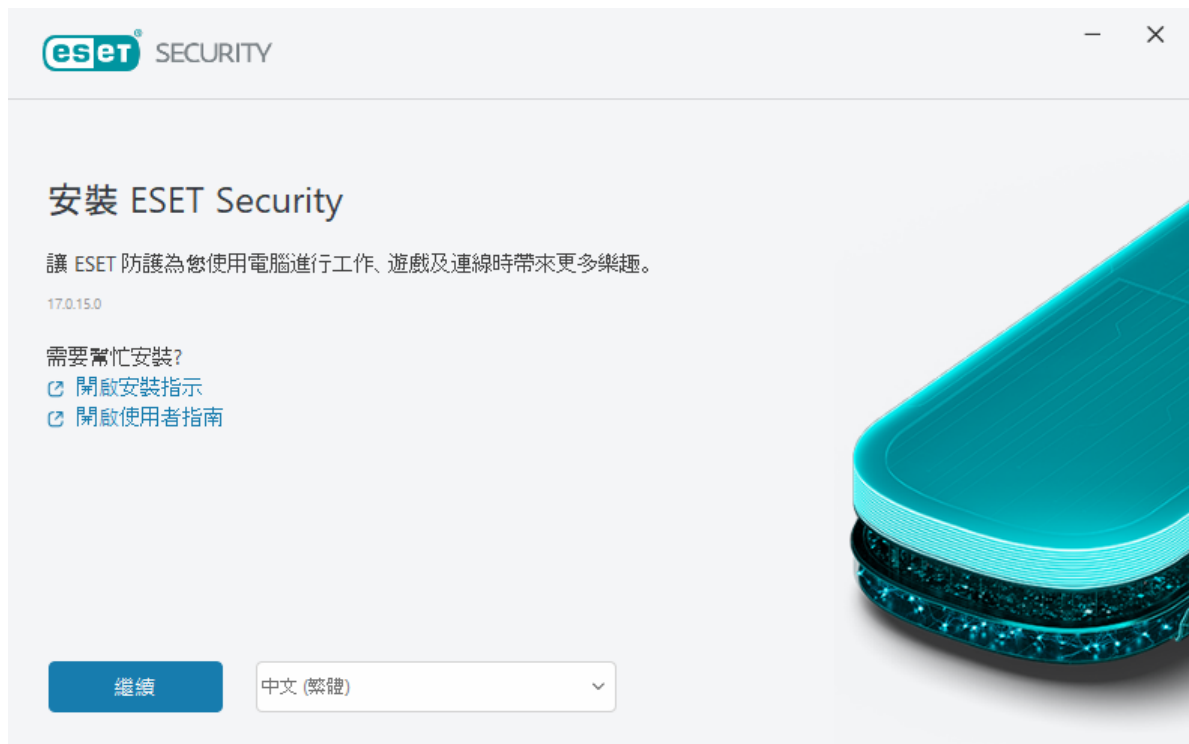 eset® SECURITY
安裝 ESET Security
讓 ESET 防護為您使用電腦進行工作、遊戲及連線時帶來更多樂趣。
17.0.15.0
需要幫忙安裝?
開啟安裝指示
開啟使用者指南
繼續
中文 (繁體)